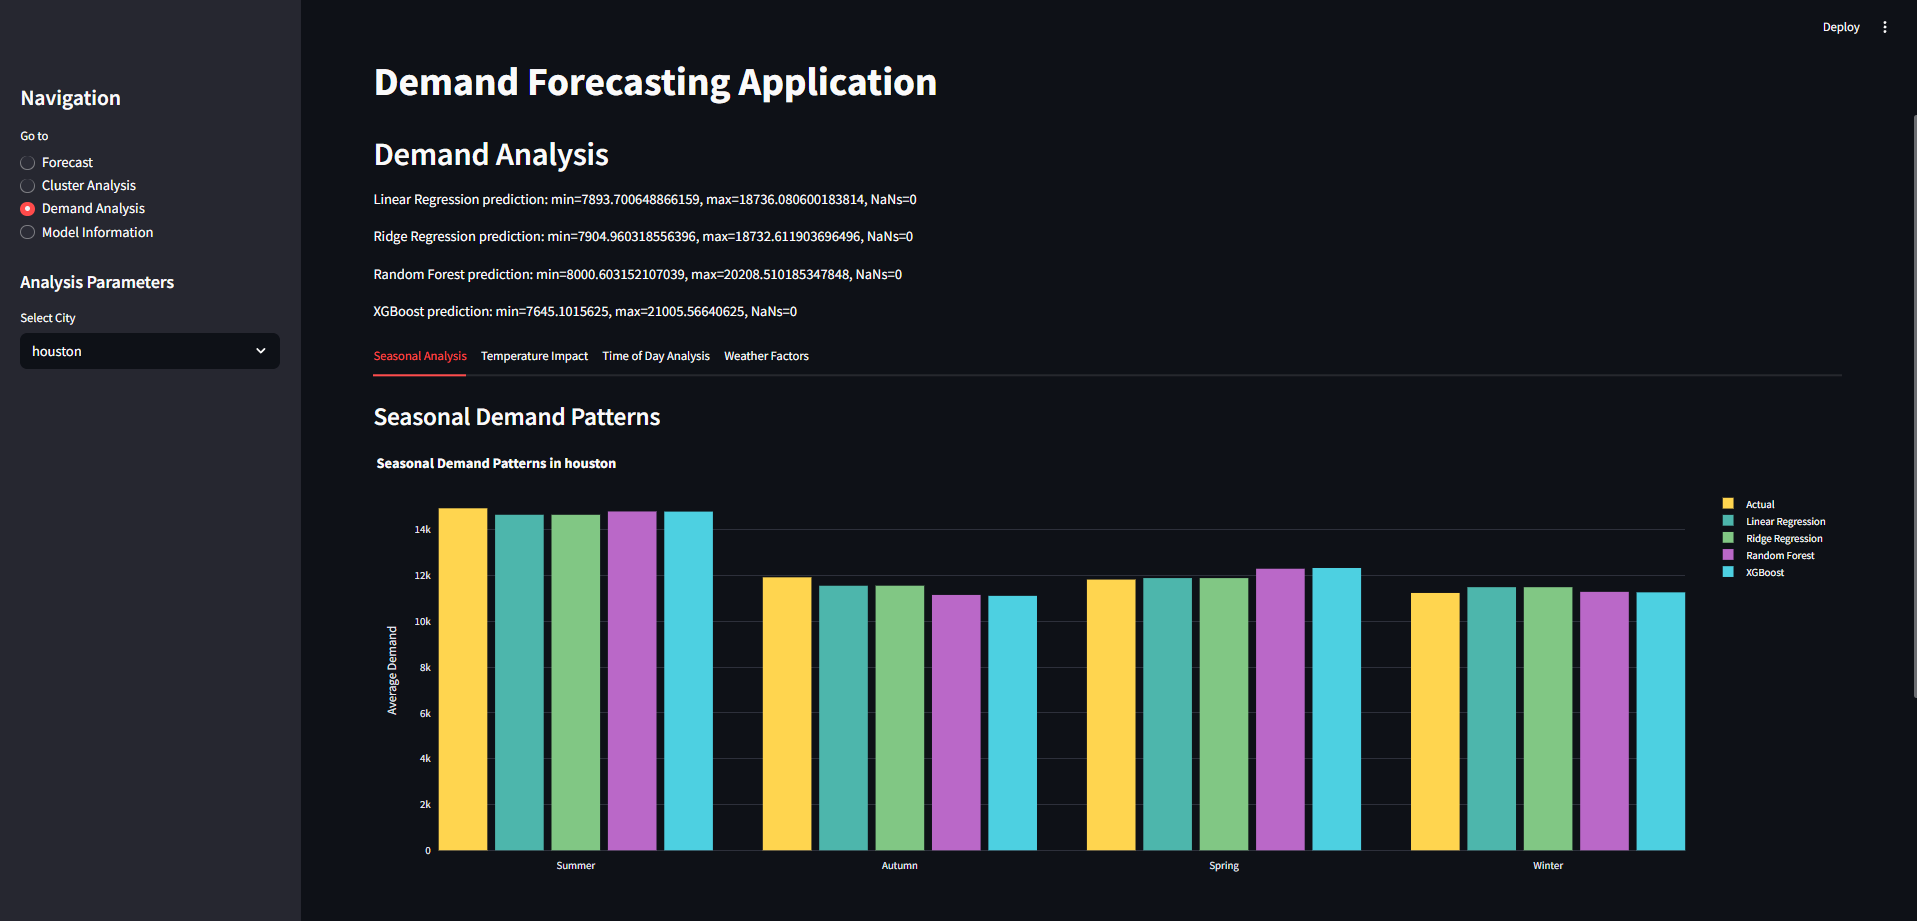 Deploy
Navigation
Go to
Forecast
Cluster Analysis
Demand Analysis
Model Information
Analysis Parameters
Select City
houston
Demand Forecasting Application
Demand Analysis
Linear Regression prediction: min=7893.700648866159, max=18736.080600183814, NaNs=0
Ridge Regression prediction: min=7904.960318556396, max=18732.611903696496, NaNs=0
Random Forest prediction: min=8000.603152107039, max=20208.510185347848, NaNs=0
XGBoost prediction: min=7645.1015625, max=21005.56640625, NaNs=0
Seasonal Analysis Temperature Impact Time of Day Analysis Weather Factors
Seasonal Demand Patterns
Seasonal Demand Patterns in houston
Average Demand
14k
12k
10k
8k
6k
4k
2k
0
Summer Autumn Spring Winter
Actual
Linear Regression
Ridge Regression
Random Forest
XGBoost